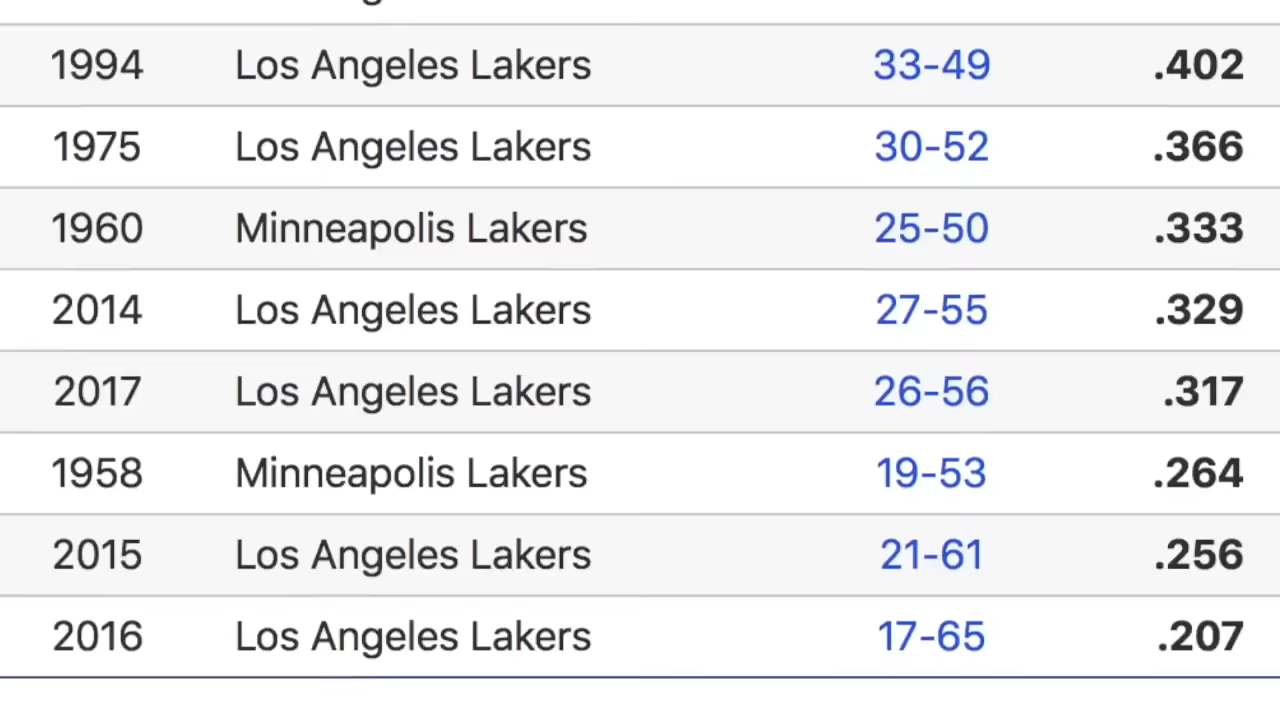 1994 Los Angeles Lakers 33-49 .402
1975 Los Angeles Lakers 30-52 .366
1960 Minneapolis Lakers 25-50 .333
2014 Los Angeles Lakers 27-55 .329
2017 Los Angeles Lakers 26-56 .317
1958 Minneapolis Lakers 19-53 .264
2015 Los Angeles Lakers 21-61 .256
2016 Los Angeles Lakers 17-65 .207